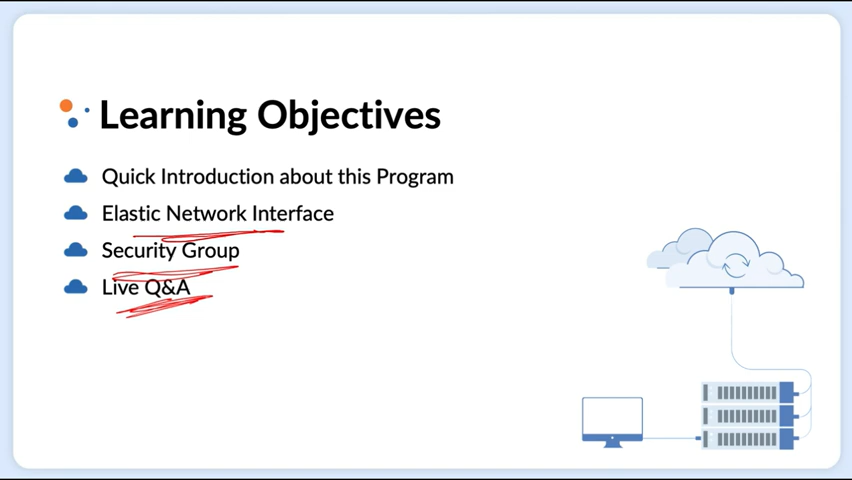 Learning Objectives
Quick Introduction about this Program
Elastic Network Interface
Security Group
Live Q&A